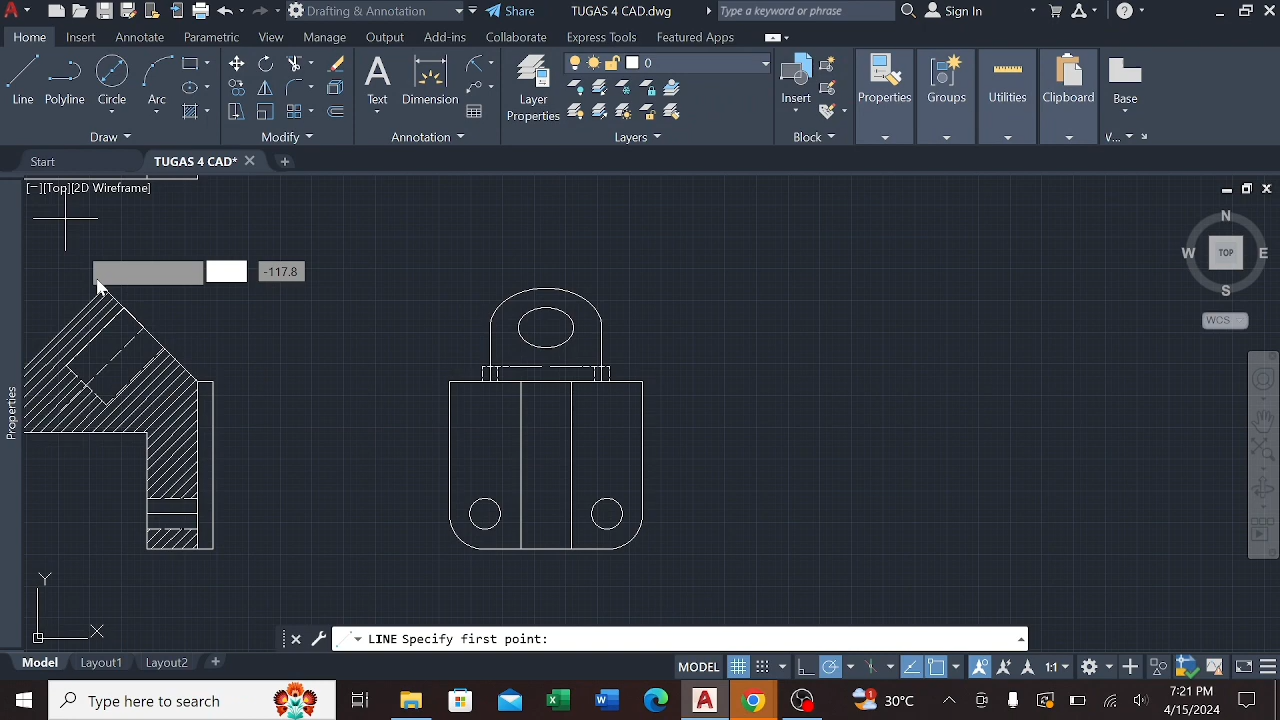 Drafting & Annotation
Share
TUGAS 4 CAD.dwg
Type a keyword or phrase
Sign In
Home Insert Annotate Parametric View Manage Output Add-ins Collaborate Express Tools Featured Apps
0
Line Polyline Circle Arc
Text Dimension
Layer
Properties
Insert
Properties Groups Utilities Clipboard Base
Draw Modify Annotation Layers Block V...
Start TUGAS 4 CAD*
[−][Top][2D Wireframe]
N
W TOP E
S
WCS
-117.8
Properties
Y
X
LINE Specify first point:
Model Layout1 Layout2
MODEL 1:1
Type here to search
1
30°C
7:21 PM
4/15/2024